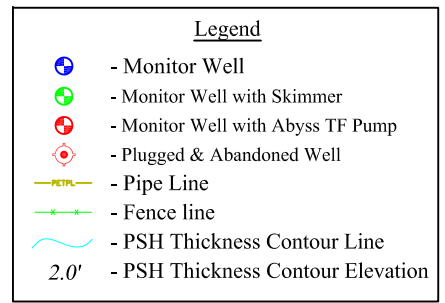 Legend
- Monitor Well
- Monitor Well with Skimmer
- Monitor Well with Abyss TF Pump
- Plugged & Abandoned Well
PETPL - Pipe Line
x x - Fence line
- PSH Thickness Contour Line
2.0' - PSH Thickness Contour Elevation